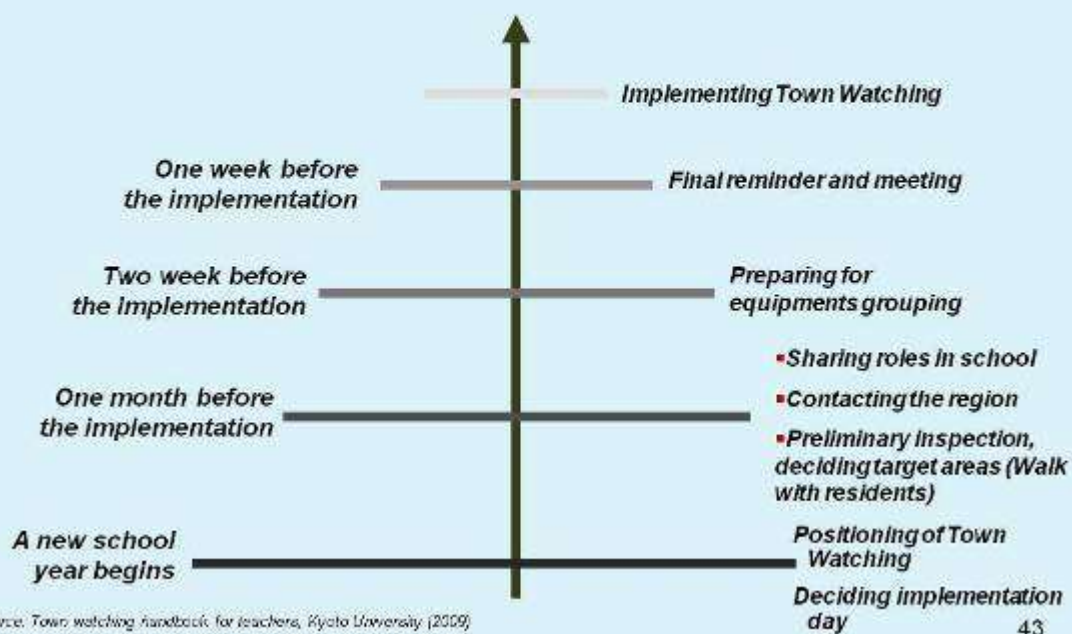 Implementing Town Watching
One week before
the implementation
Final reminder and meeting
Two week before
the implementation
Preparing for
equipments grouping
One month before
the implementation
▪Sharing roles in school
▪Contacting the region
▪Preliminary inspection,
deciding target areas (Walk
with residents)
A new school
year begins
Positioning of Town
Watching
Deciding implementation
day
rce: Town watching handbook for teachers, Kyoto University (2009)
43